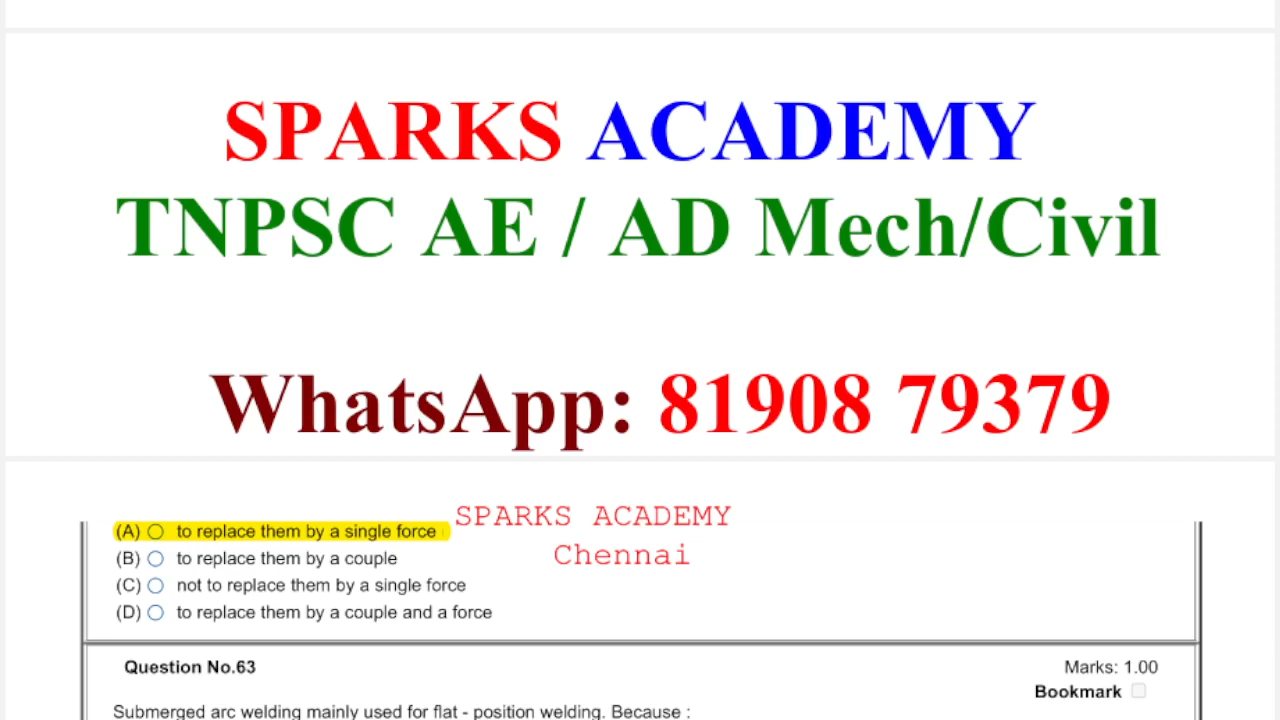 SPARKS ACADEMY
TNPSC AE / AD Mech/Civil
WhatsApp: 81908 79379
SPARKS ACADEMY
Chennai
(A) to replace them by a single force
(B) to replace them by a couple
(C) not to replace them by a single force
(D) to replace them by a couple and a force
Question No.63 Marks: 1.00
Bookmark
Submerged arc welding mainly used for flat - position welding. Because :